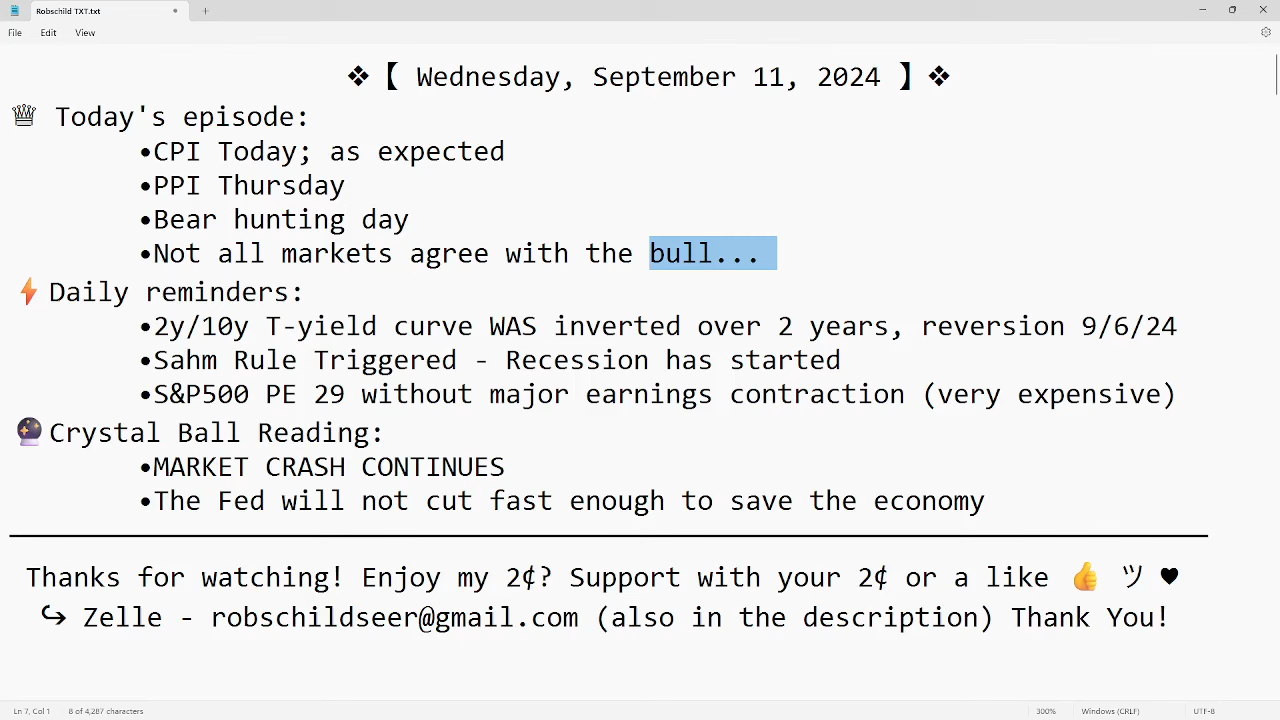 Robschild TXT.txt
File Edit View
❖【 Wednesday, September 11, 2024 】❖
♕ Today's episode:
•CPI Today; as expected
•PPI Thursday
•Bear hunting day
•Not all markets agree with the bull...
⚡Daily reminders:
•2y/10y T-yield curve WAS inverted over 2 years, reversion 9/6/24
•Sahm Rule Triggered - Recession has started
•S&P500 PE 29 without major earnings contraction (very expensive)
🔮Crystal Ball Reading:
•MARKET CRASH CONTINUES
•The Fed will not cut fast enough to save the economy
Thanks for watching! Enjoy my 2¢? Support with your 2¢ or a like 👍 ツ ♥
↪ Zelle - robschildseer@gmail.com (also in the description) Thank You!
Ln 7, Col 1 8 of 4,287 characters 300% Windows (CRLF) UTF-8